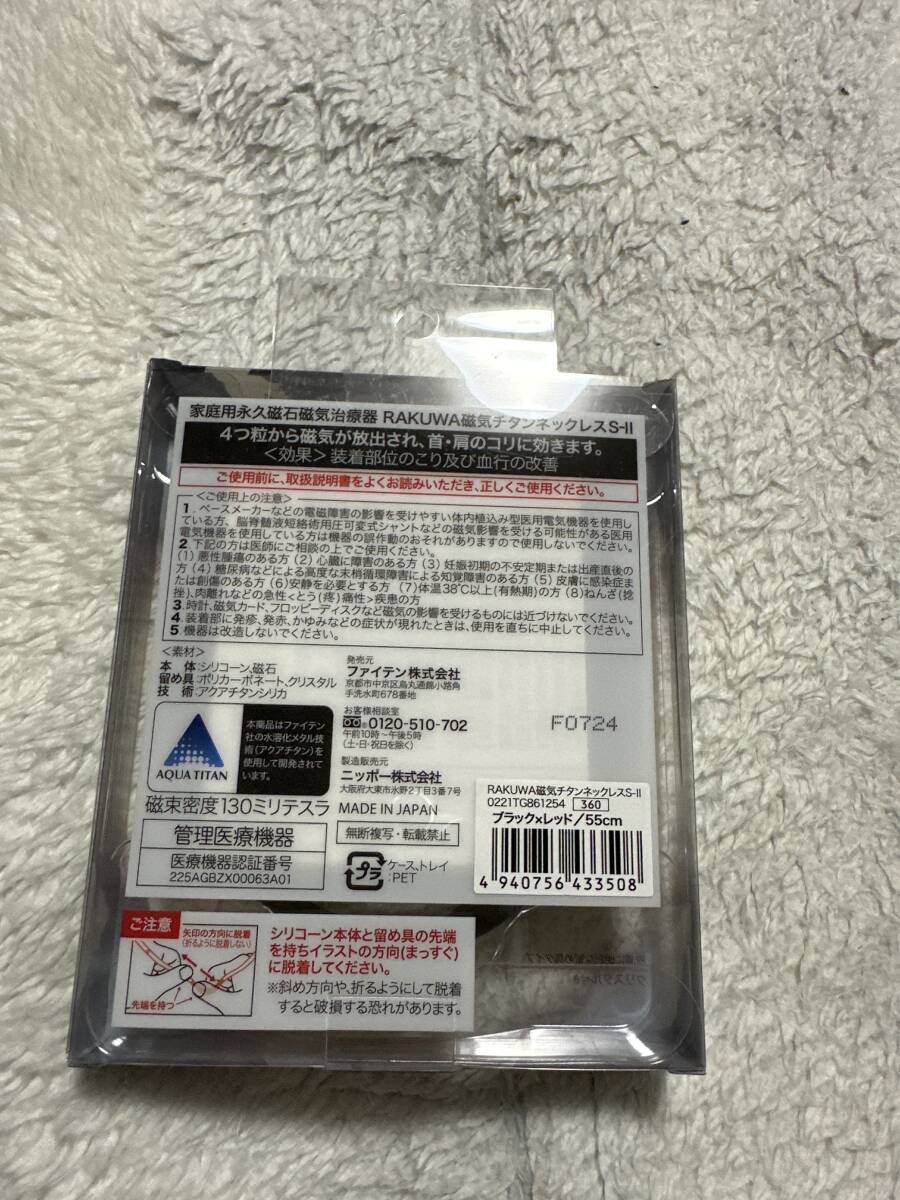 家庭用永久磁石磁気治療器 RAKUWA磁気チタンネックレスS-II
4つ粒から磁気が放出され、首・肩のコリに効きます。
＜効果＞装着部位のこり及び血行の改善
ご使用前に、取扱説明書をよくお読みいただき、正しくご使用ください。
＜ご使用上の注意＞
1. ペースメーカーなどの電磁障害の影響を受けやすい体内植込み型医用電気機器を使用し
ている方、脳脊髄液短絡術用圧可変式シャントなどの磁気影響を受ける可能性がある医用
電気機器を使用している方は機器の誤作動のおそれがありますので使用しないでください。
2. 下記の方は医師にご相談の上でご使用ください。
(1) 悪性腫瘍のある方 (2) 心臓に障害のある方 (3) 妊娠初期の不安定期または出産直後の
方 (4) 糖尿病などによる高度な末梢循環障害による知覚障害のある方 (5) 皮膚に感染症ま
たは創傷のある方 (6)安静を必要とする方 (7)体温38℃以上(有熱期)の方 (8)ねんざ(捻
挫)、肉離れなどの急性<とう(疼)痛性>疾患の方
3. 時計、磁気カード、フロッピーディスクなど磁気の影響を受けるものには近づけないでください。
4. 装着部に発疹、発赤、かゆみなどの症状が現れたときは、使用を直ちに中止してください。
5. 機器は改造しないでください。
＜素材＞
本 体:シリコーン、磁石
留め具:ポリカーボネート、クリスタル
技 術:アクアチタンシリカ
AQUA TITAN
本商品はファイテン
社の水溶化メタル技
術(アクアチタン)を
使用して開発されて
います。
磁束密度130ミリテスラ
管理医療機器
医療機器認証番号
225AGBZX00063A01
発売元
ファイテン株式会社
京都市中京区烏丸通錦小路角
手洗水町678番地
お客様相談室
0120-510-702
午前10時～午後5時
(土・日・祝日を除く)
製造販売元
ニッポー株式会社
大阪府大東市氷野2丁目3番7号
MADE IN JAPAN
無断複写・転載禁止
プラ
ケース、トレイ
:PET
F0724
RAKUWA磁気チタンネックレスS-II
0221TG861254 360
ブラック×レッド/55cm
4 940756 433508
ご注意
矢印の方向に脱着
(折るように脱着しない)
先端を持つ
シリコーン本体と留め具の先端
を持ちイラストの方向(まっすぐ)
に脱着してください。
※斜め方向や、折るようにして脱着
すると破損する恐れがあります。